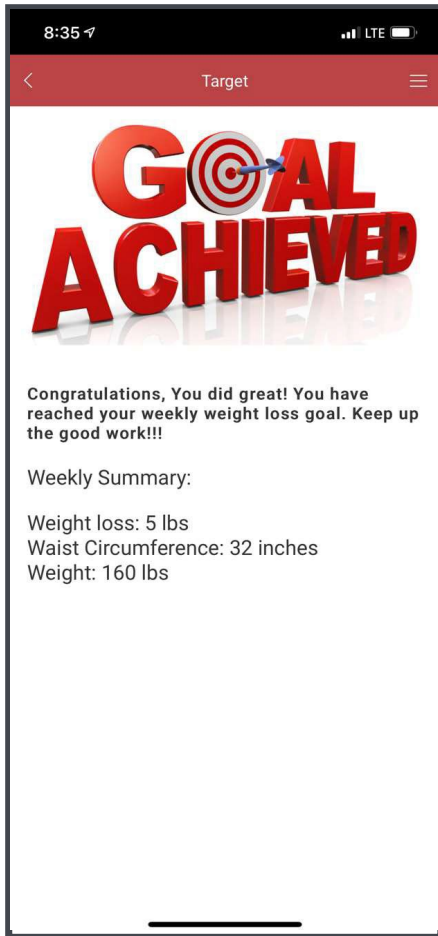 8:35
LTE
Target
GOAL
ACHIEVED
Congratulations, You did great! You have
reached your weekly weight loss goal. Keep up
the good work!!!
Weekly Summary:
Weight loss: 5 lbs
Waist Circumference: 32 inches
Weight: 160 lbs